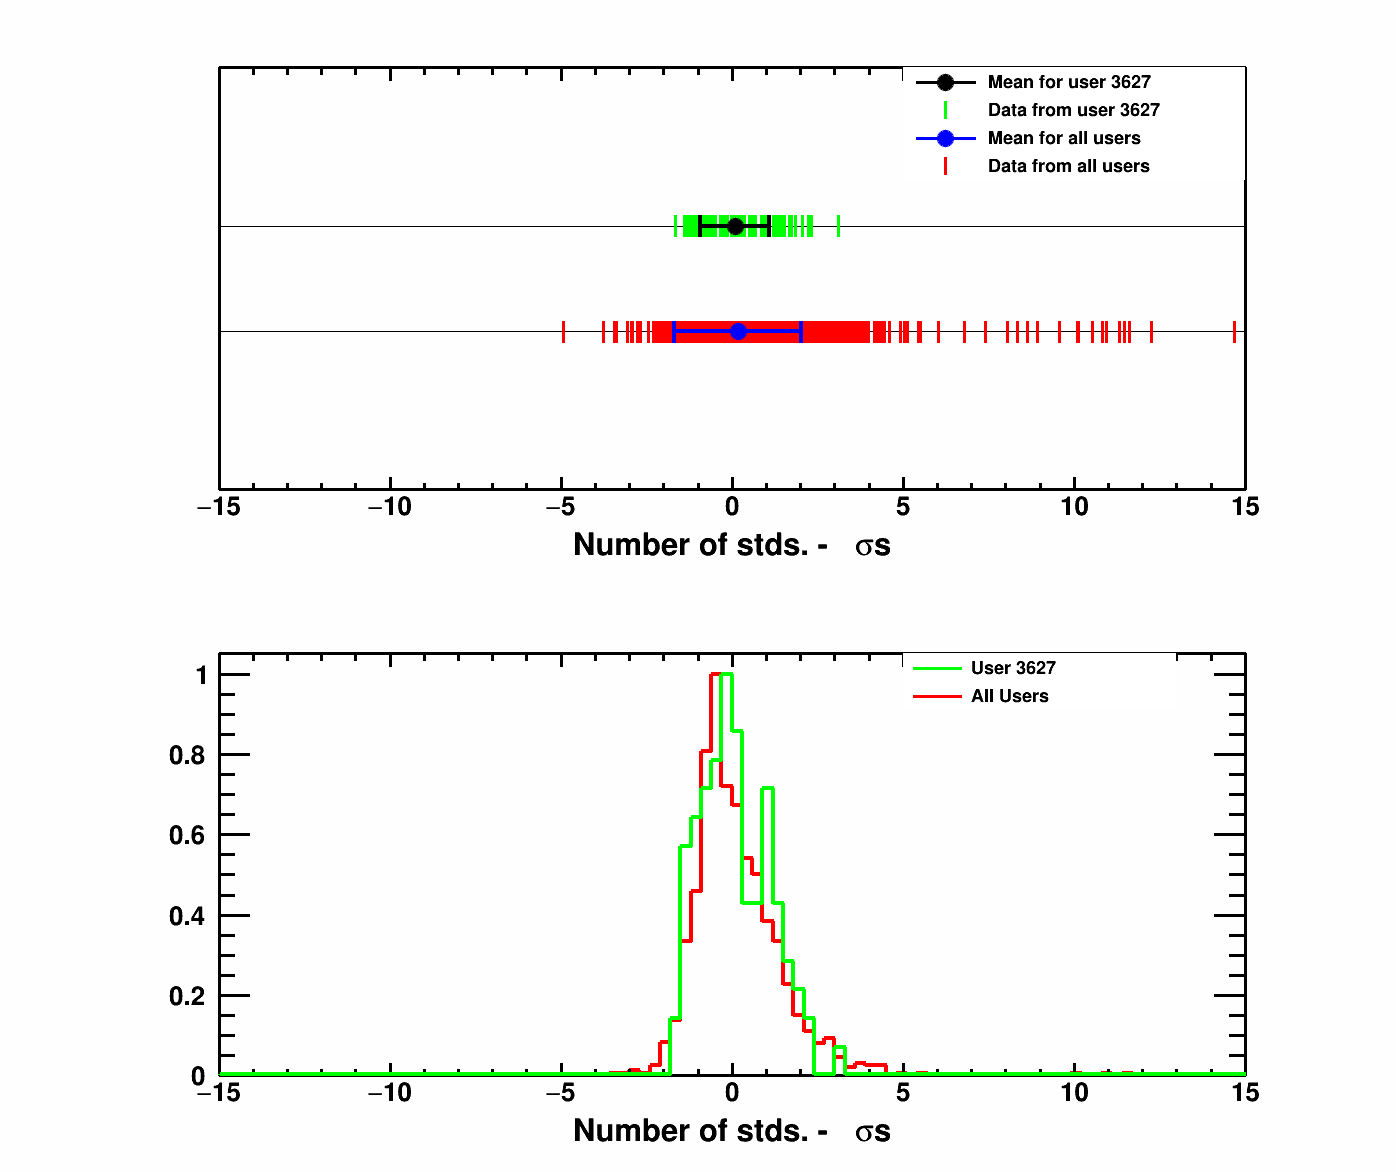 Mean for user 3627
Data from user 3627
Mean for all users
Data from all users
−15 −10 −5 0 5 10 15
Number of stds. - σs
User 3627
All Users
1
0.8
0.6
0.4
0.2
0
−15 −10 −5 0 5 10 15
Number of stds. - σs